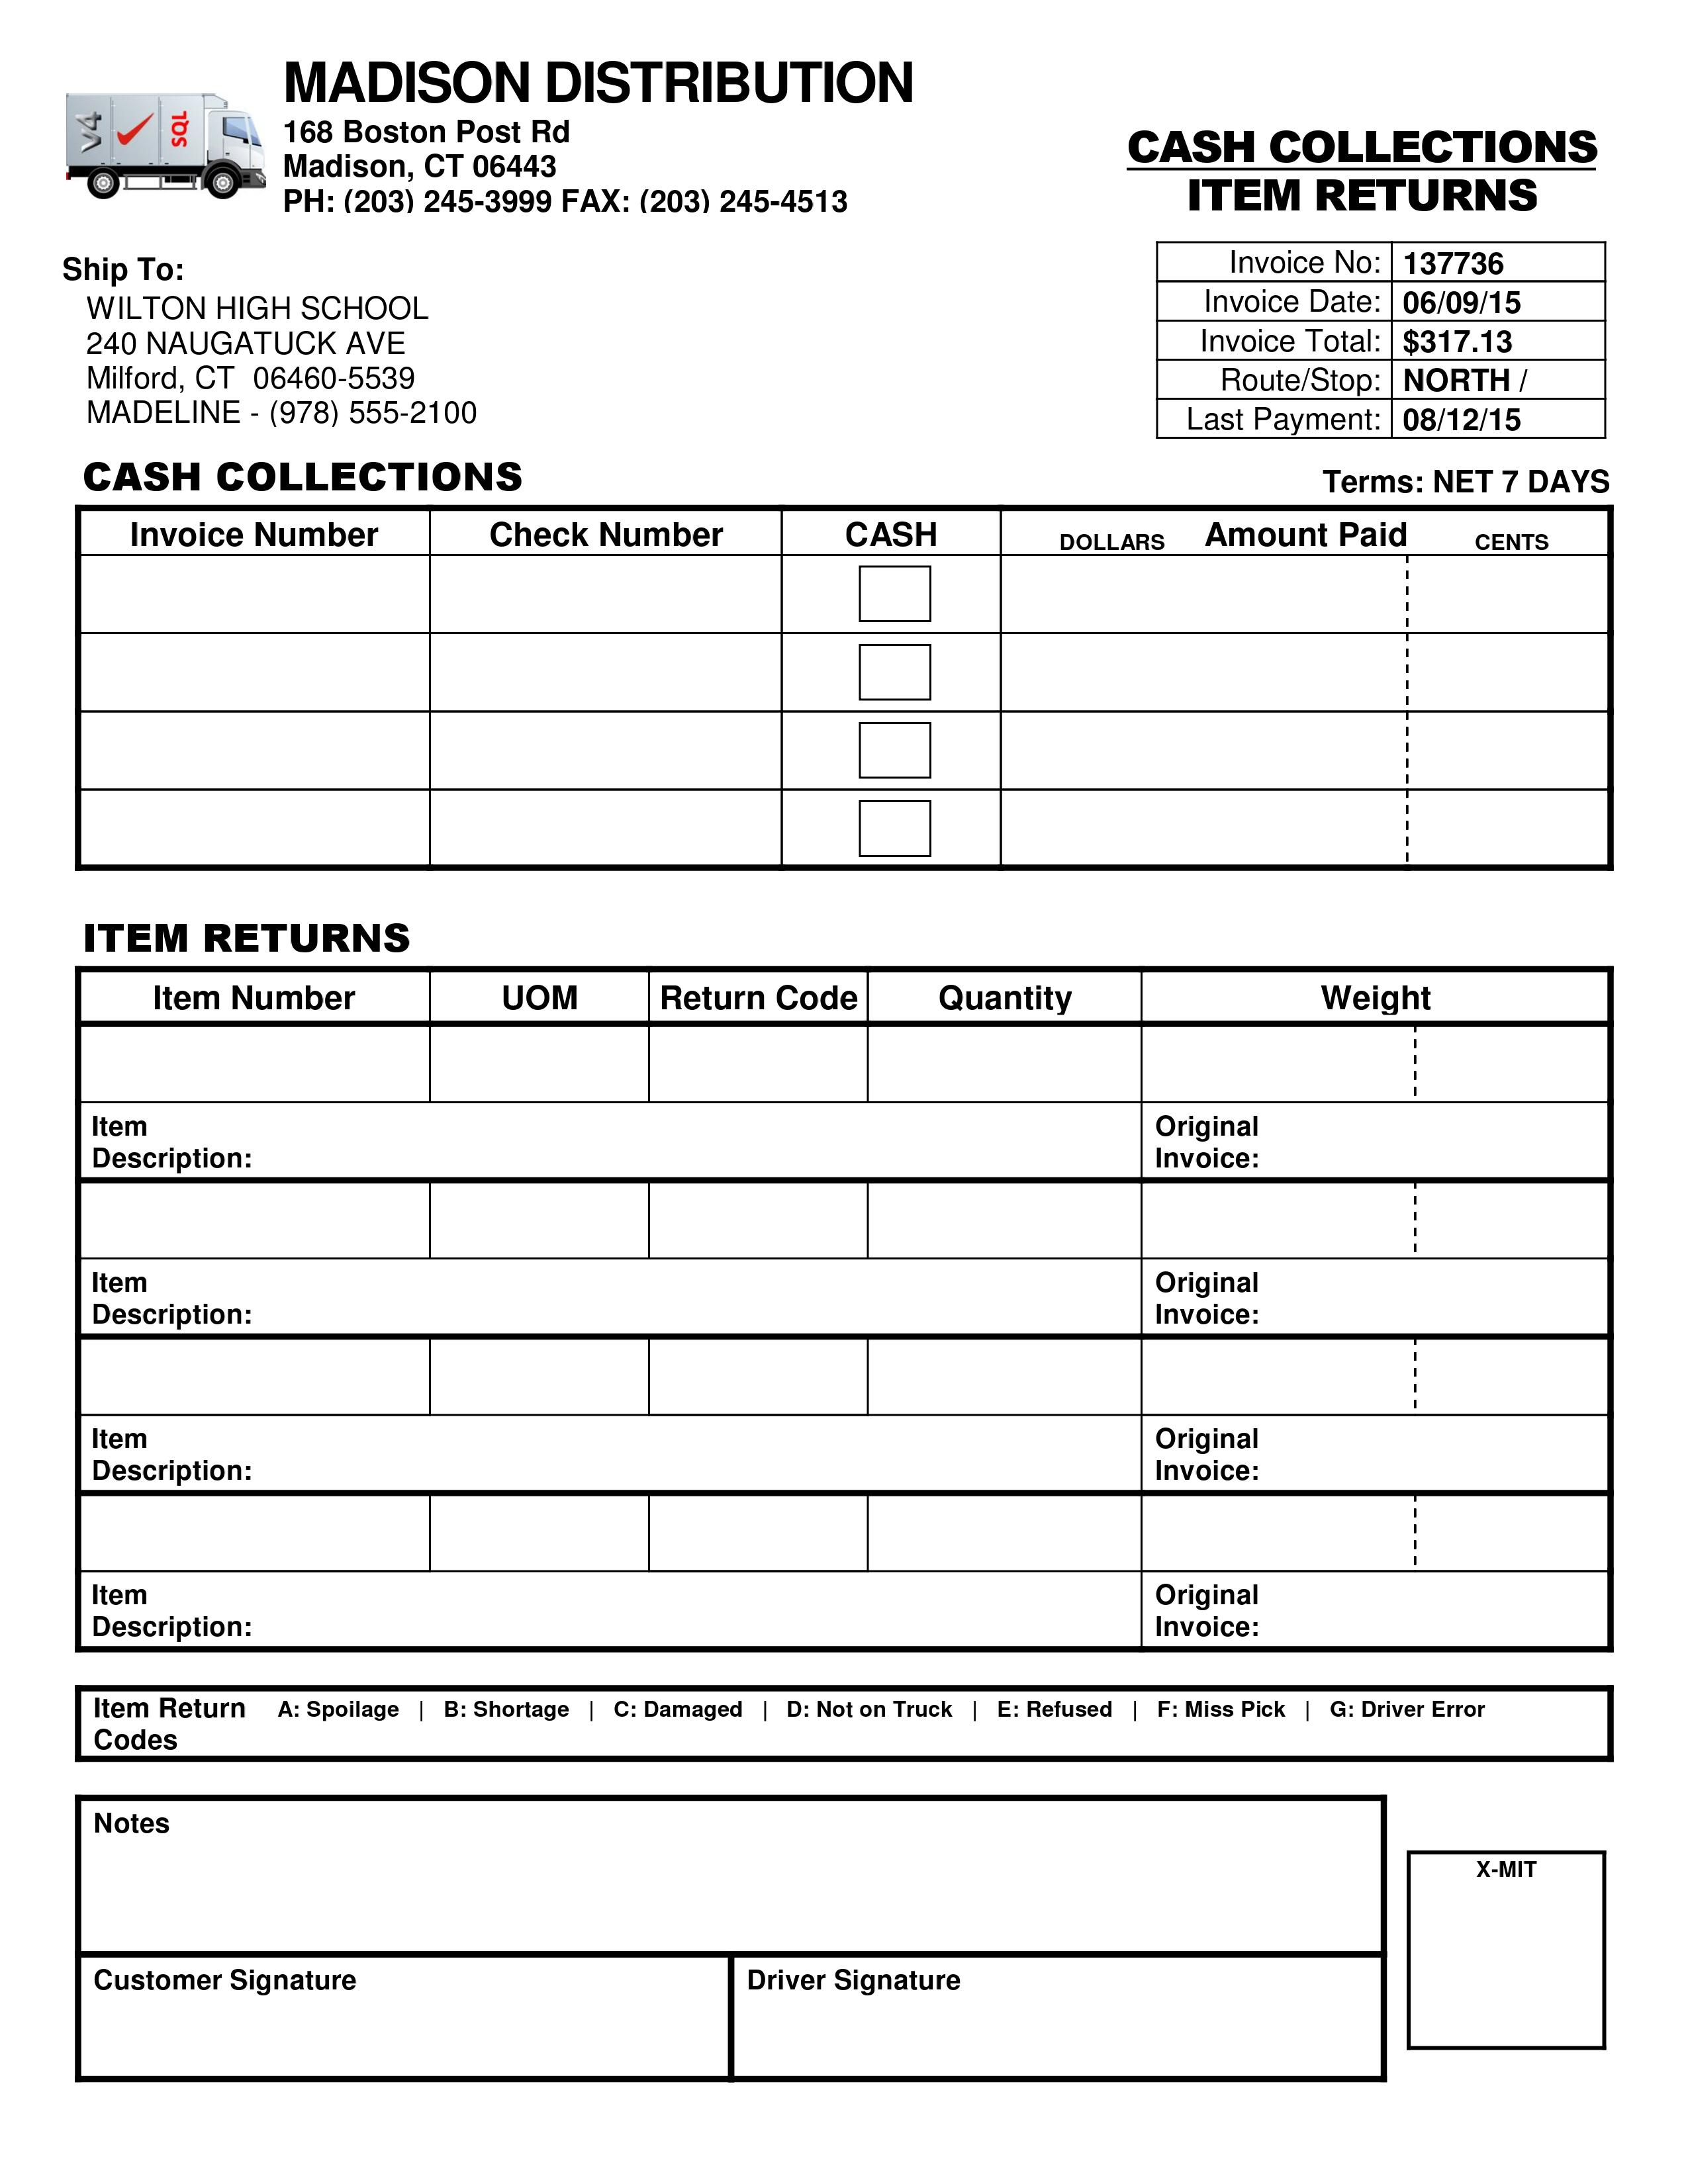 V4 SQL
MADISON DISTRIBUTION
168 Boston Post Rd
Madison, CT 06443
PH: (203) 245-3999 FAX: (203) 245-4513
CASH COLLECTIONS
ITEM RETURNS
Ship To:
WILTON HIGH SCHOOL
240 NAUGATUCK AVE
Milford, CT 06460-5539
MADELINE - (978) 555-2100
Invoice No: 137736
Invoice Date: 06/09/15
Invoice Total: $317.13
Route/Stop: NORTH /
Last Payment: 08/12/15
CASH COLLECTIONS
Terms: NET 7 DAYS
Invoice Number Check Number CASH DOLLARS Amount Paid CENTS
ITEM RETURNS
Item Number UOM Return Code Quantity Weight
Item Original
Description: Invoice:
Item Original
Description: Invoice:
Item Original
Description: Invoice:
Item Original
Description: Invoice:
Item Return A: Spoilage | B: Shortage | C: Damaged | D: Not on Truck | E: Refused | F: Miss Pick | G: Driver Error
Codes
Notes
X-MIT
Customer Signature Driver Signature